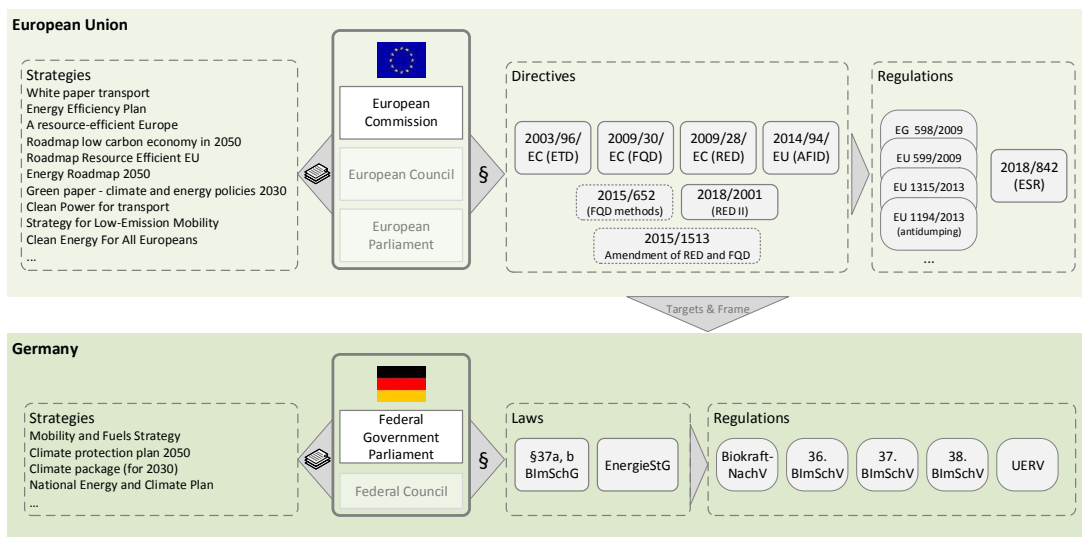 European Union
Strategies
White paper transport
Energy Efficiency Plan
A resource-efficient Europe
Roadmap low carbon economy in 2050
Roadmap Resource Efficient EU
Energy Roadmap 2050
Green paper - climate and energy policies 2030
Clean Power for transport
Strategy for Low-Emission Mobility
Clean Energy For All Europeans
...
European
Commission
European Council
European
Parliament
§
Directives
2003/96/
EC (ETD)
2009/30/
EC (FQD)
2009/28/
EC (RED)
2014/94/
EU (AFID)
2015/652
(FQD methods)
2018/2001
(RED II)
2015/1513
Amendment of RED and FQD
Regulations
EG 598/2009
EU 599/2009
EU 1315/2013
EU 1194/2013
(antidumping)
...
2018/842
(ESR)
Targets & Frame
Germany
Strategies
Mobility and Fuels Strategy
Climate protection plan 2050
Climate package (for 2030)
National Energy and Climate Plan
...
Federal
Government
Parliament
Federal Council
§
Laws
§37a, b
BImSchG
EnergieStG
Regulations
Biokraft-
NachV
36.
BImSchV
37.
BImSchV
38.
BImSchV
UERV